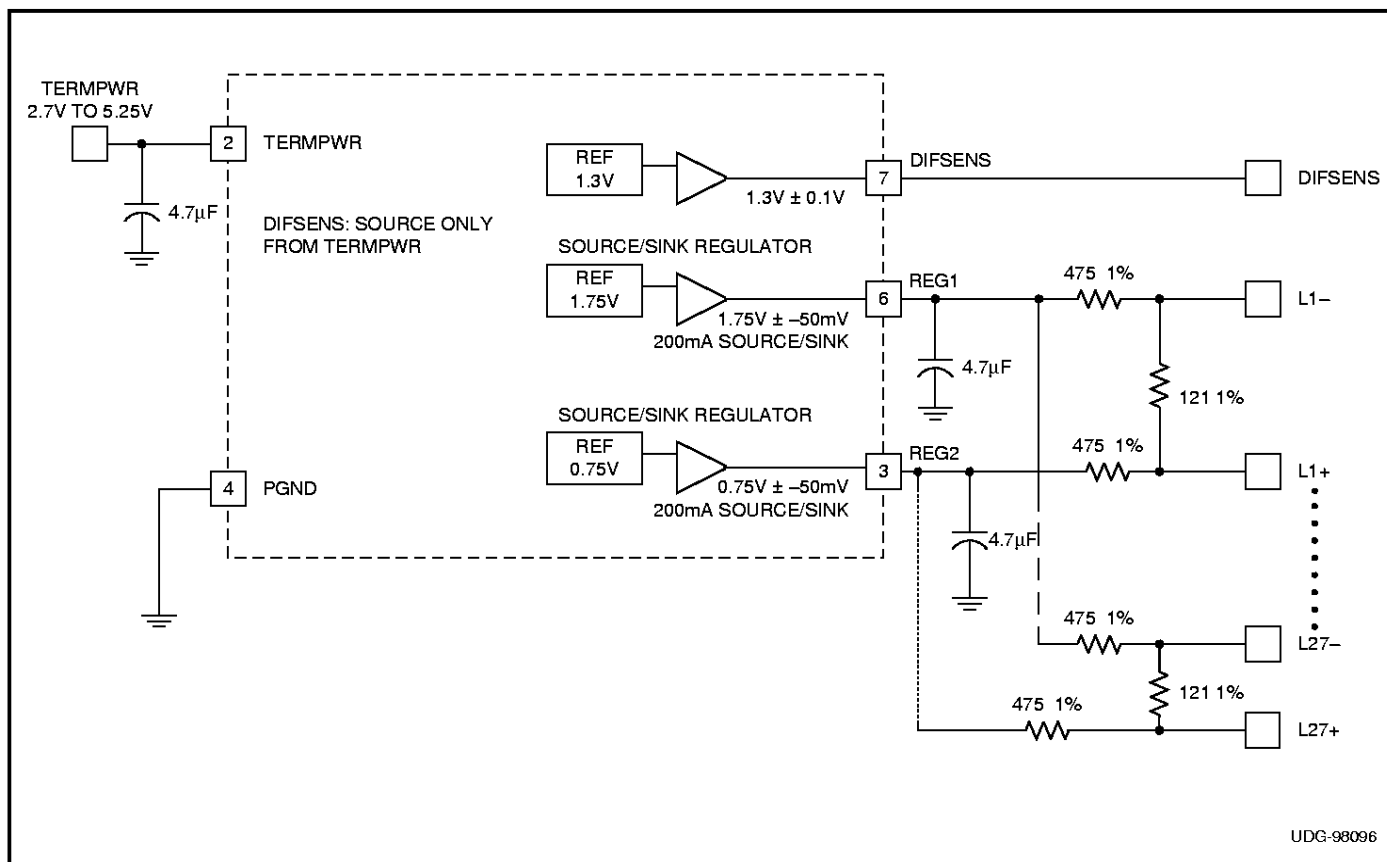 TERMPWR
2.7V TO 5.25V
2
TERMPWR
4.7µF
DIFSENS: SOURCE ONLY
FROM TERMPWR
4
PGND
REF
1.3V
1.3V ± 0.1V
7
DIFSENS
DIFSENS
SOURCE/SINK REGULATOR
REF
1.75V
1.75V ± –50mV
200mA SOURCE/SINK
6
REG1
4.7µF
475 1%
L1–
121 1%
SOURCE/SINK REGULATOR
REF
0.75V
0.75V ± –50mV
200mA SOURCE/SINK
3
REG2
4.7µF
475 1%
L1+
475 1%
L27–
121 1%
475 1%
L27+
UDG-98096